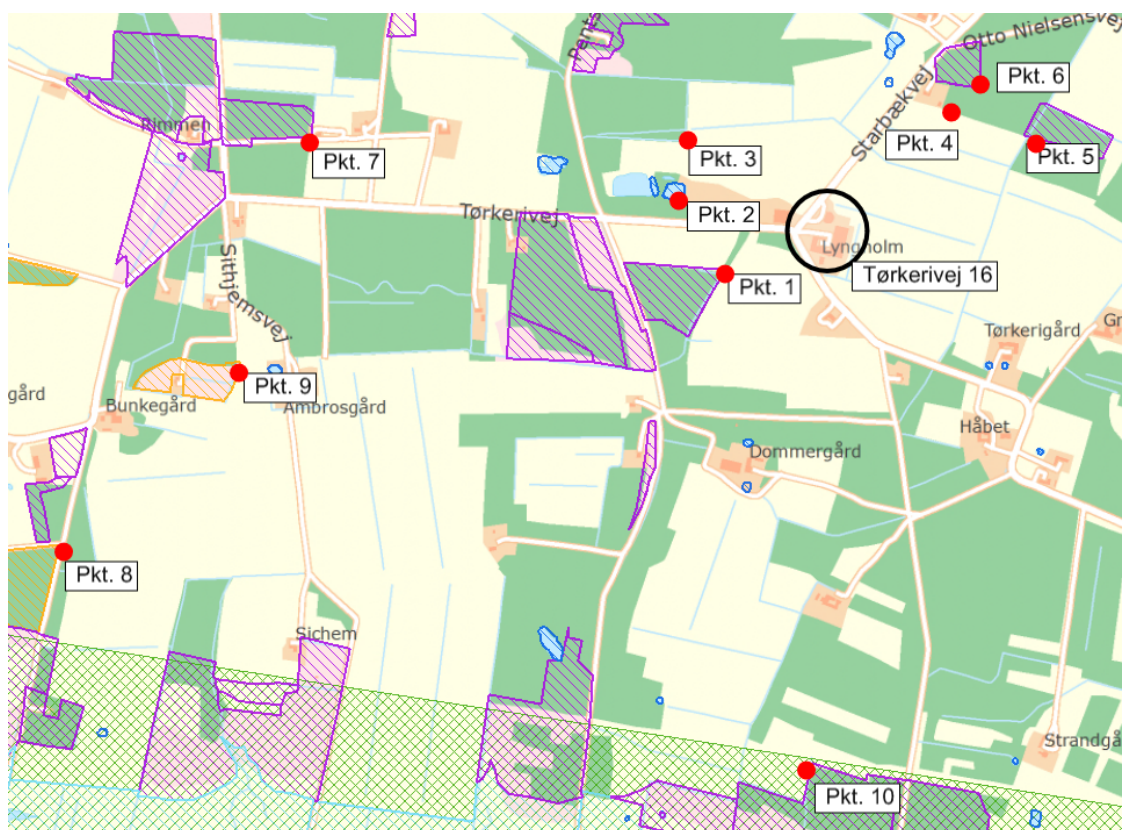 Otto Nielsensvej
Pkt. 6
Starbækvej
Pkt. 4
Pkt. 5
Rimmen
Pkt. 7
Pkt. 3
Tørkerivej
Pkt. 2
Lyngholm
Tørkerivej 16
Pkt. 1
Sithjemsvej
Tørkerigård
Gr
Pkt. 9
gård
Bunkegård
Ambrosgård
Håbet
Dommergård
Pkt. 8
Sichem
Strandgå
Pkt. 10